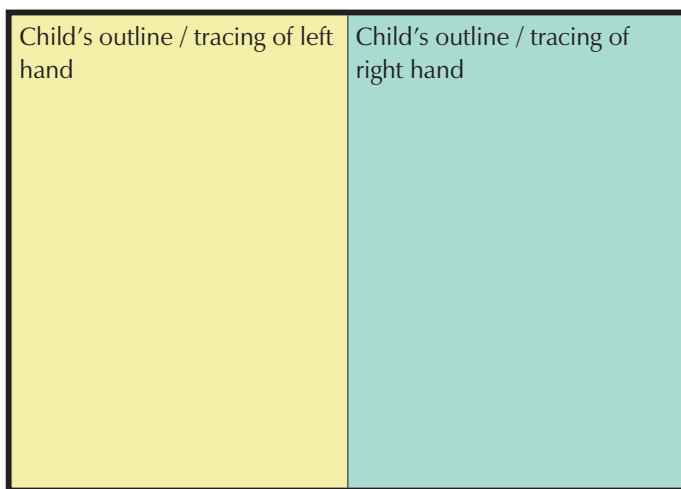 Child’s outline / tracing of left
hand
Child’s outline / tracing of
right hand